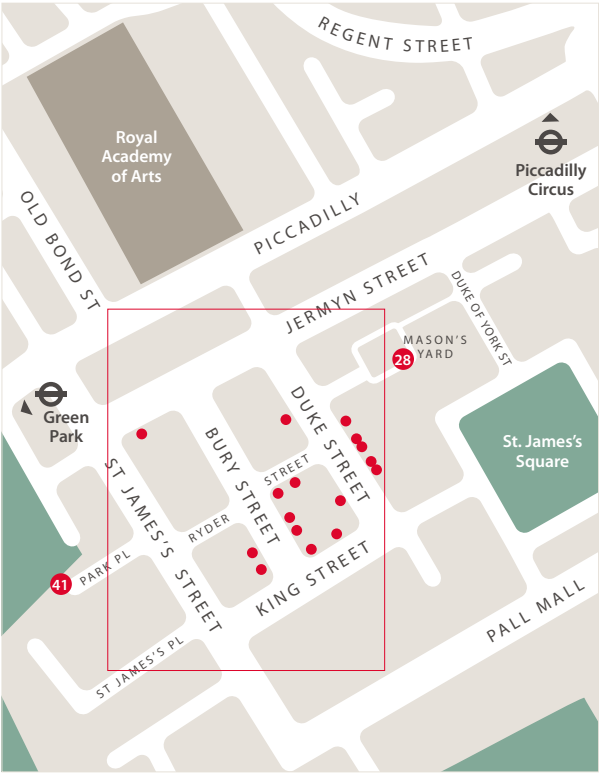 REGENT STREET
Royal
Academy
of Arts
Piccadilly
Circus
OLD BOND ST
PICCADILLY
JERMYN STREET
DUKE OF YORK ST
MASON'S
YARD
28
Green
Park
DUKE STREET
St. James's
Square
BURY STREET
ST JAMES'S STREET
RYDER STREET
41
PARK PL
KING STREET
PALL MALL
ST JAMES'S PL